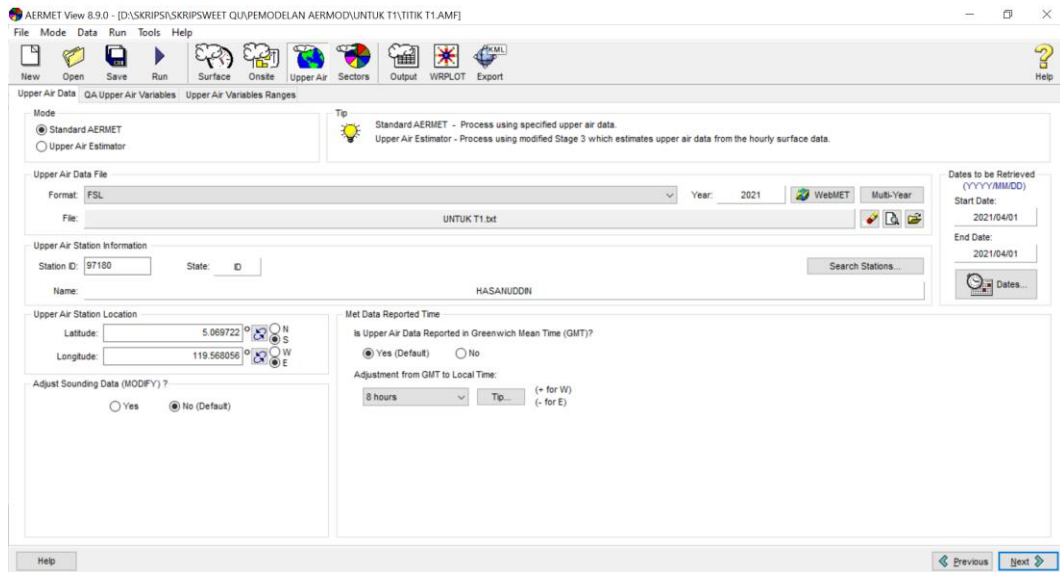 AERMET View 8.9.0 - [D:\SKRIPSI\SKRIPSWEET QU\PEMODELAN AERMOD\UNTUK T1\TITIK T1.AMF]
File Mode Data Run Tools Help
New Open Save Run Surface Onsite Upper Air Sectors Output WRPLOT Export Help
KML
Upper Air Data QA Upper Air Variables Upper Air Variables Ranges
Mode
Standard AERMET
Upper Air Estimator
Tip
Standard AERMET - Process using specified upper air data.
Upper Air Estimator - Process using modified Stage 3 which estimates upper air data from the hourly surface data.
Upper Air Data File
Format: FSL Year: 2021 WebMET Multi-Year
File: UNTUK T1.txt
Dates to be Retrieved
(YYYY/MM/DD)
Start Date:
2021/04/01
End Date:
2021/04/01
Dates...
Upper Air Station Information
Station ID: 97180 State: ID Search Stations...
Name: HASANUDDIN
Upper Air Station Location
Latitude: 5.069722 ° N S
Longitude: 119.568056 ° W E
Adjust Sounding Data (MODIFY) ?
Yes No (Default)
Met Data Reported Time
Is Upper Air Data Reported in Greenwich Mean Time (GMT)?
Yes (Default) No
Adjustment from GMT to Local Time:
8 hours Tip... (+ for W)
(- for E)
Help Previous Next